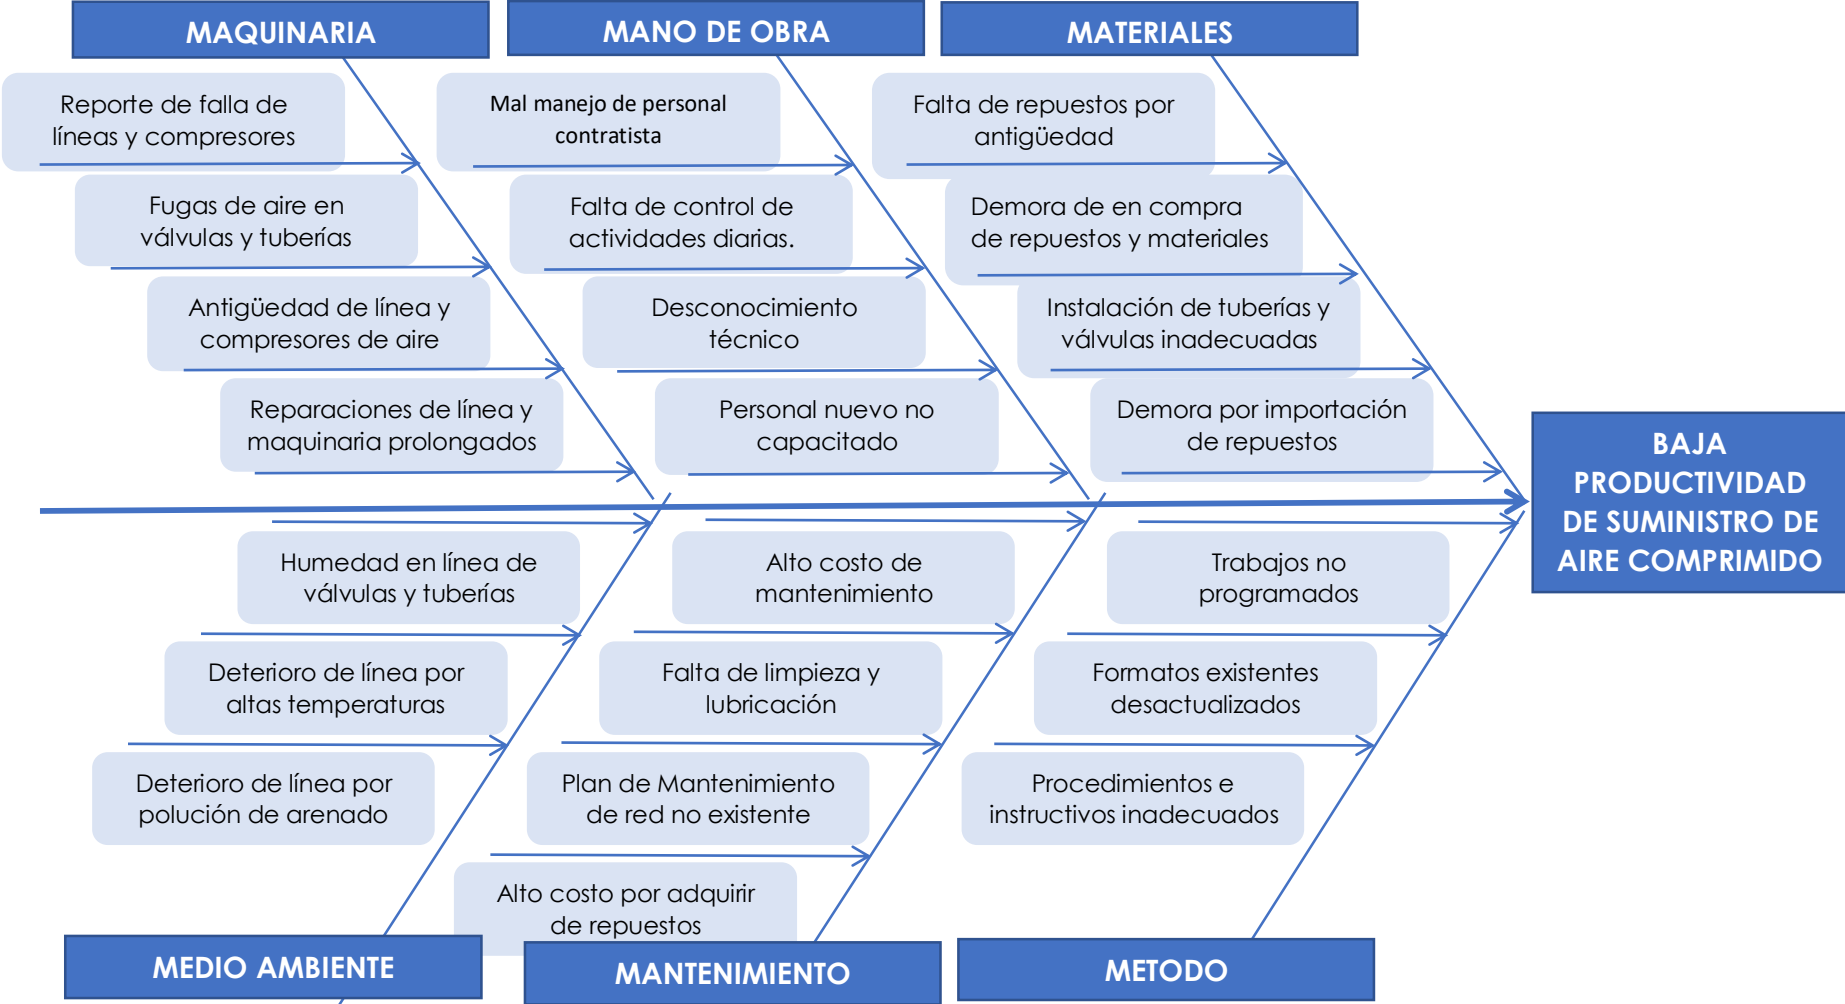 MAQUINARIA
MANO DE OBRA
MATERIALES
Reporte de falla de
líneas y compresores
Fugas de aire en
válvulas y tuberías
Antigüedad de línea y
compresores de aire
Reparaciones de línea y
maquinaria prolongados
Mal manejo de personal
contratista
Falta de control de
actividades diarias.
Desconocimiento
técnico
Personal nuevo no
capacitado
Falta de repuestos por
antigüedad
Demora de en compra
de repuestos y materiales
Instalación de tuberías y
válvulas inadecuadas
Demora por importación
de repuestos
BAJA
PRODUCTIVIDAD
DE SUMINISTRO DE
AIRE COMPRIMIDO
Humedad en línea de
válvulas y tuberías
Deterioro de línea por
altas temperaturas
Deterioro de línea por
polución de arenado
Alto costo de
mantenimiento
Falta de limpieza y
lubricación
Plan de Mantenimiento
de red no existente
Alto costo por adquirir
de repuestos
Trabajos no
programados
Formatos existentes
desactualizados
Procedimientos e
instructivos inadecuados
MEDIO AMBIENTE
MANTENIMIENTO
METODO